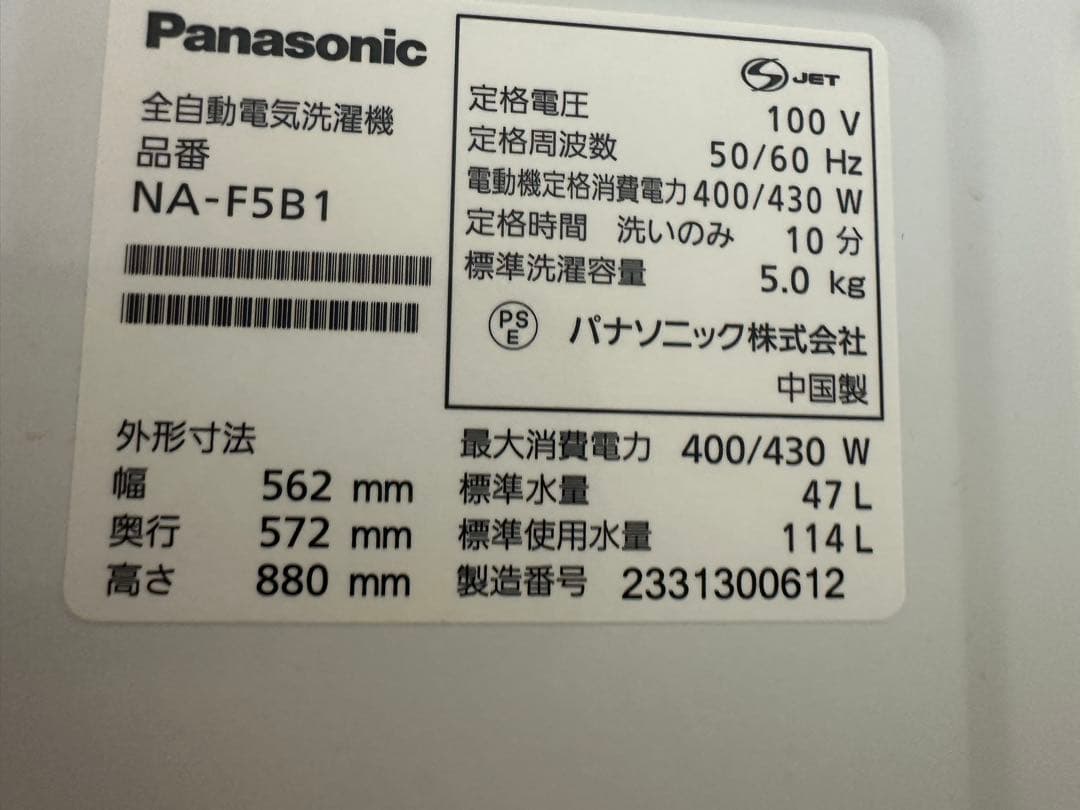 Panasonic
全自動電気洗濯機
品番
NA-F5B1
S JET
定格電圧 100 V
定格周波数 50/60 Hz
電動機定格消費電力 400/430 W
定格時間 洗いのみ 10 分
標準洗濯容量 5.0 kg
PS
E
パナソニック株式会社
中国製
外形寸法
幅 562 mm
奥行 572 mm
高さ 880 mm
最大消費電力 400/430 W
標準水量 47 L
標準使用水量 114 L
製造番号 2331300612